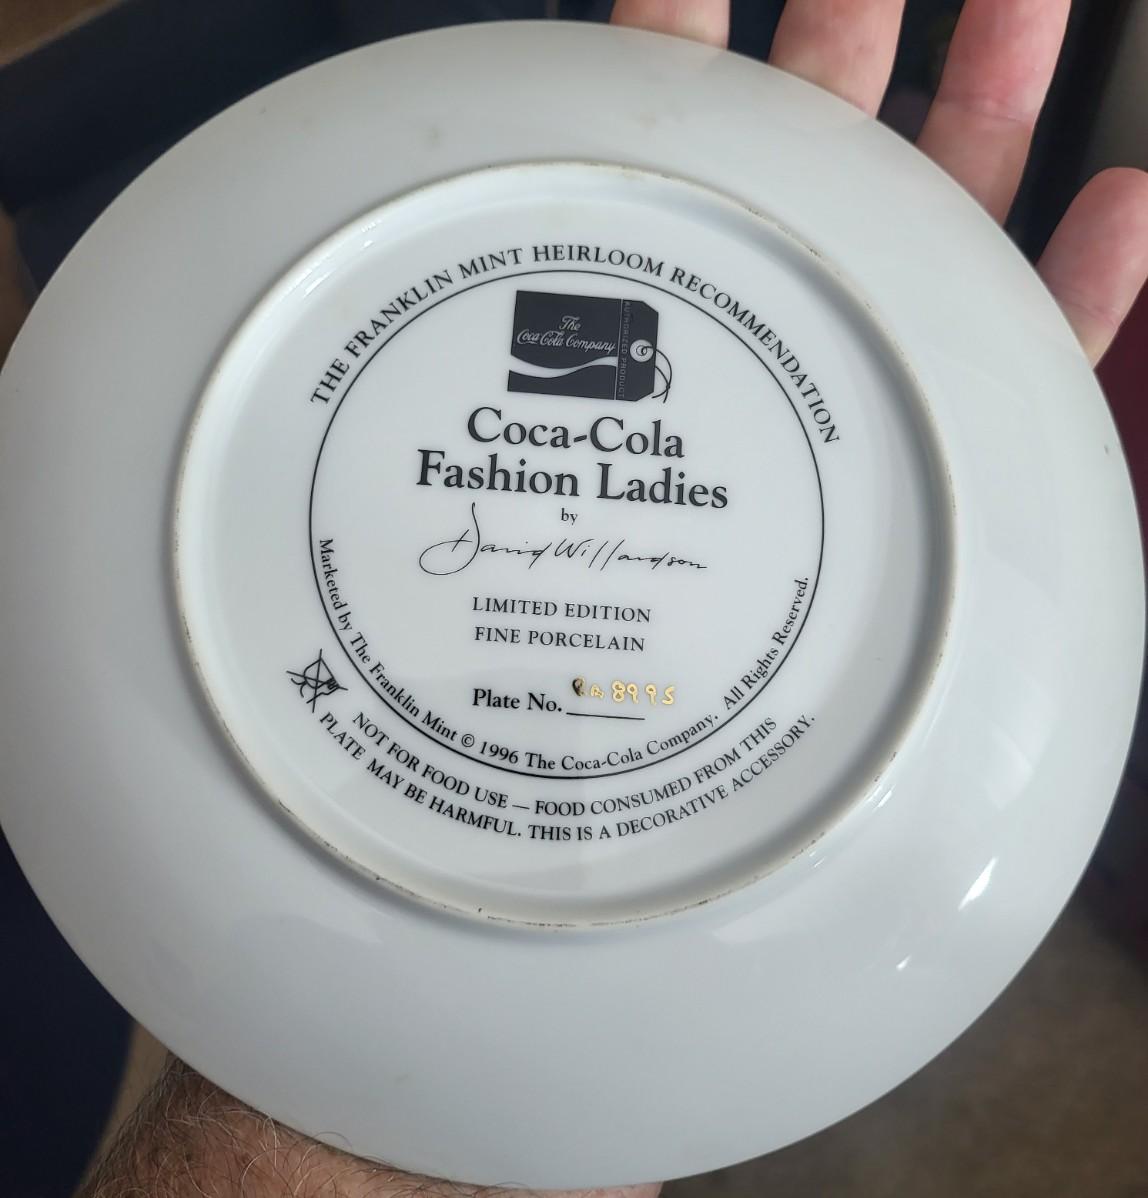 THE FRANKLIN MINT HEIRLOOM RECOMMENDATION
The
Coca-Cola Company
AUTHORIZED PRODUCT
Coca-Cola
Fashion Ladies
by
David Willardson
LIMITED EDITION
FINE PORCELAIN
Plate No. 8995
Marketed by The Franklin Mint © 1996 The Coca-Cola Company. All Rights Reserved.
NOT FOR FOOD USE — FOOD CONSUMED FROM THIS
PLATE MAY BE HARMFUL. THIS IS A DECORATIVE ACCESSORY.